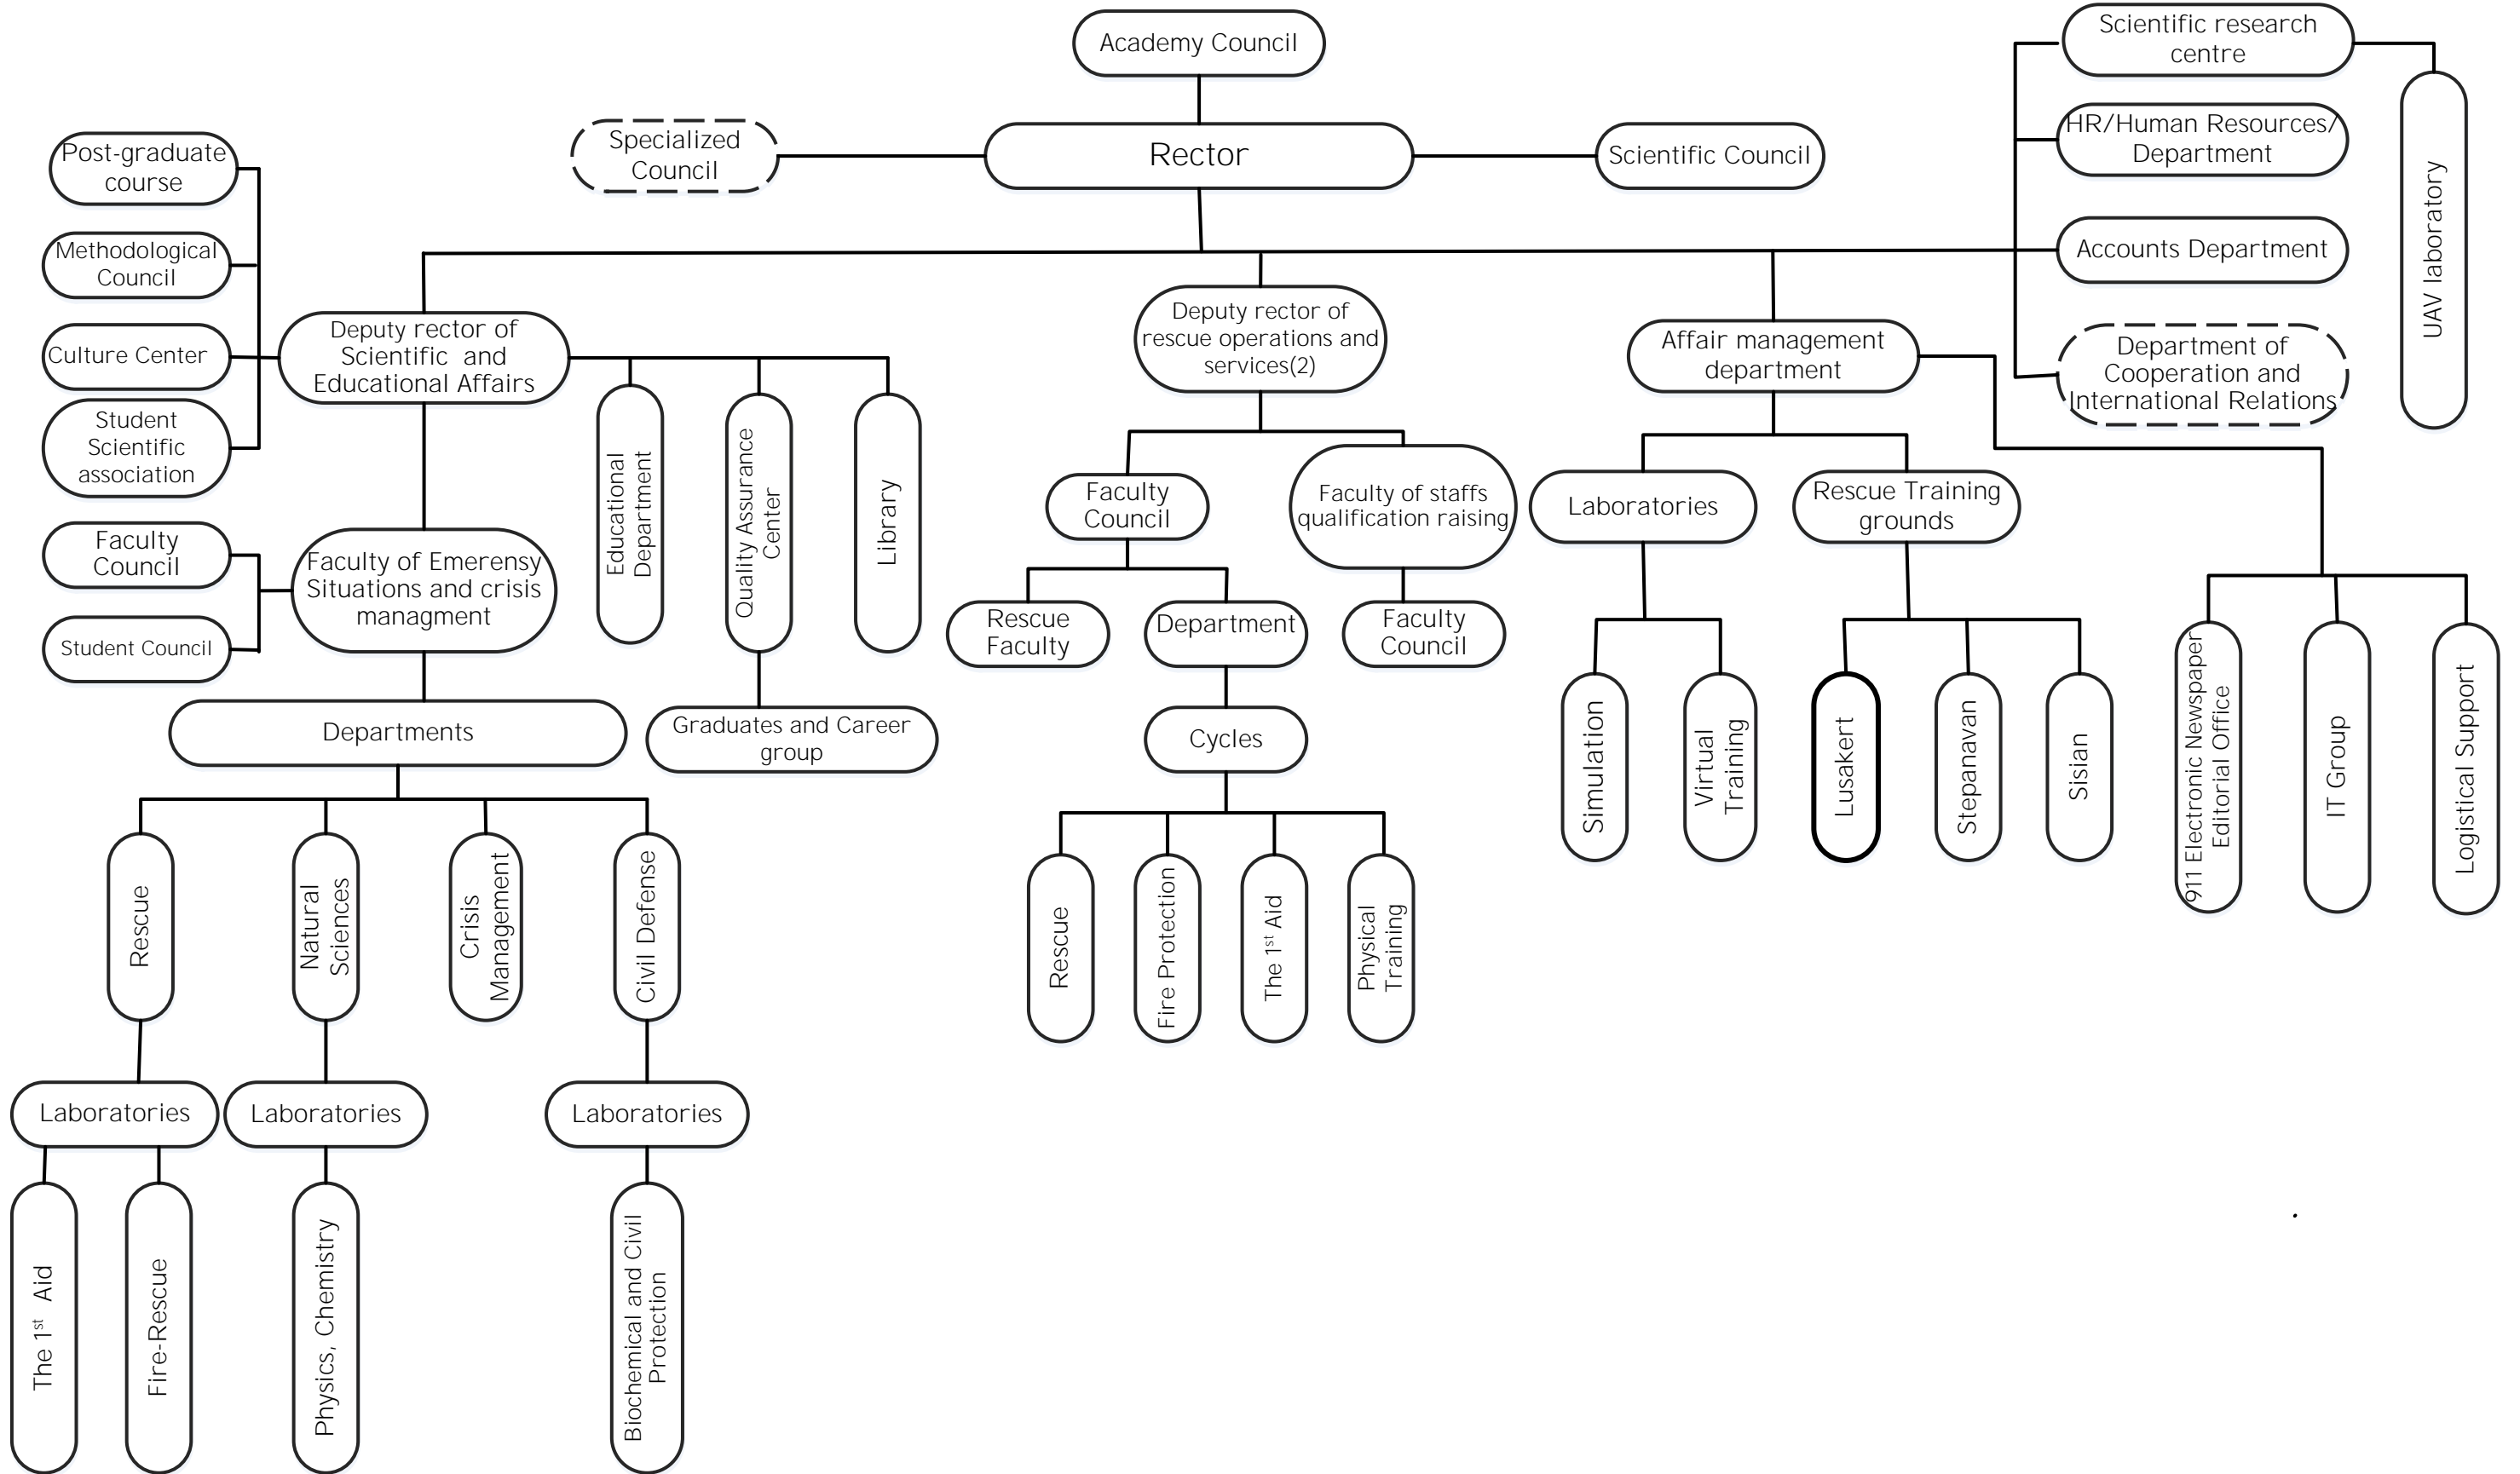 Academy Council
Scientific research
centre
Specialized
Council
Rector
Scientific Council
HR/Human Resources/
Department
UAV laboratory
Accounts Department
Department of
Cooperation and
International Relations
Post-graduate
course
Methodological
Council
Culture Center
Student
Scientific
association
Deputy rector of
Scientific and
Educational Affairs
Deputy rector of
rescue operations and
services(2)
Affair management
department
Educational
Department
Quality Assurance
Center
Library
Faculty
Council
Student Council
Faculty of Emerensy
Situations and crisis
managment
Faculty
Council
Faculty of staffs
qualification raising
Laboratories
Rescue Training
grounds
Rescue
Faculty
Department
Faculty
Council
Departments
Graduates and Career
group
Cycles
Simulation
Virtual
Training
Lusakert
Stepanavan
Sisian
911 Electronic Newspaper
Editorial Office
IT Group
Logistical Support
Rescue
Natural
Sciences
Crisis
Management
Civil Defense
Rescue
Fire Protection
The 1st Aid
Physical
Training
Laboratories
Laboratories
Laboratories
The 1st Aid
Fire-Rescue
Physics, Chemistry
Biochemical and Civil
Protection
.